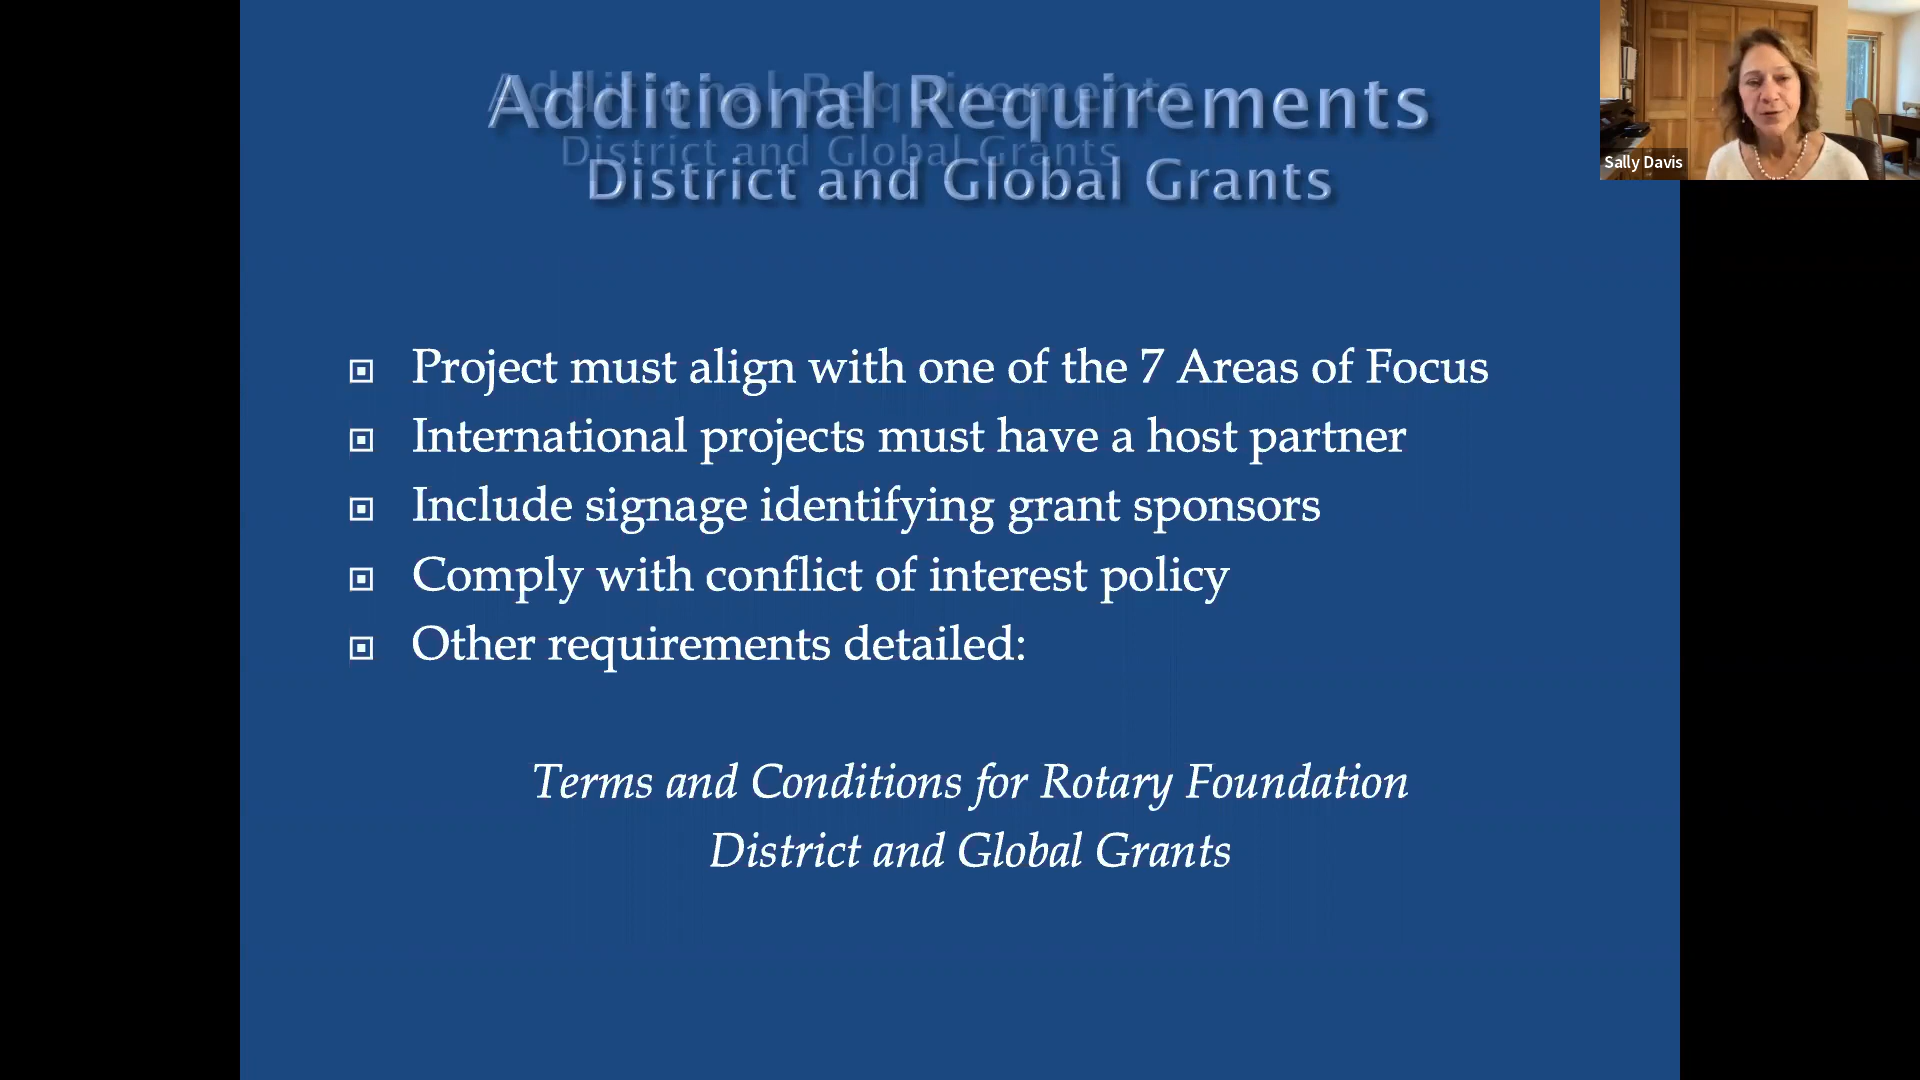 Additional Requirements
District and Global Grants
Sally Davis
Project must align with one of the 7 Areas of Focus
International projects must have a host partner
Include signage identifying grant sponsors
Comply with conflict of interest policy
Other requirements detailed:
Terms and Conditions for Rotary Foundation
District and Global Grants